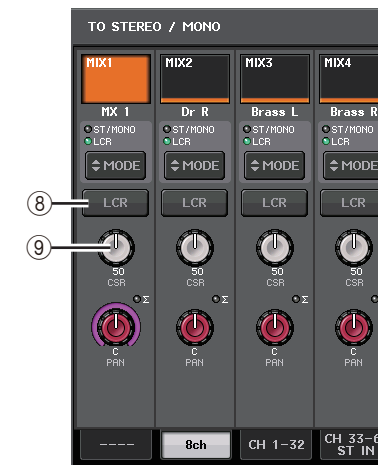 TO STEREO / MONO
MIX1 MIX2 MIX3 MIX4
MX 1 Dr R Brass L Brass R
ST/MONO ST/MONO ST/MONO ST/MONO
LCR LCR LCR LCR
MODE MODE MODE MODE
8 LCR LCR LCR LCR
9
50 50 50 50
CSR CSR CSR CSR
Σ Σ Σ
C C C C
PAN PAN PAN PAN
---- 8ch CH 1-32 CH 33-6
ST IN